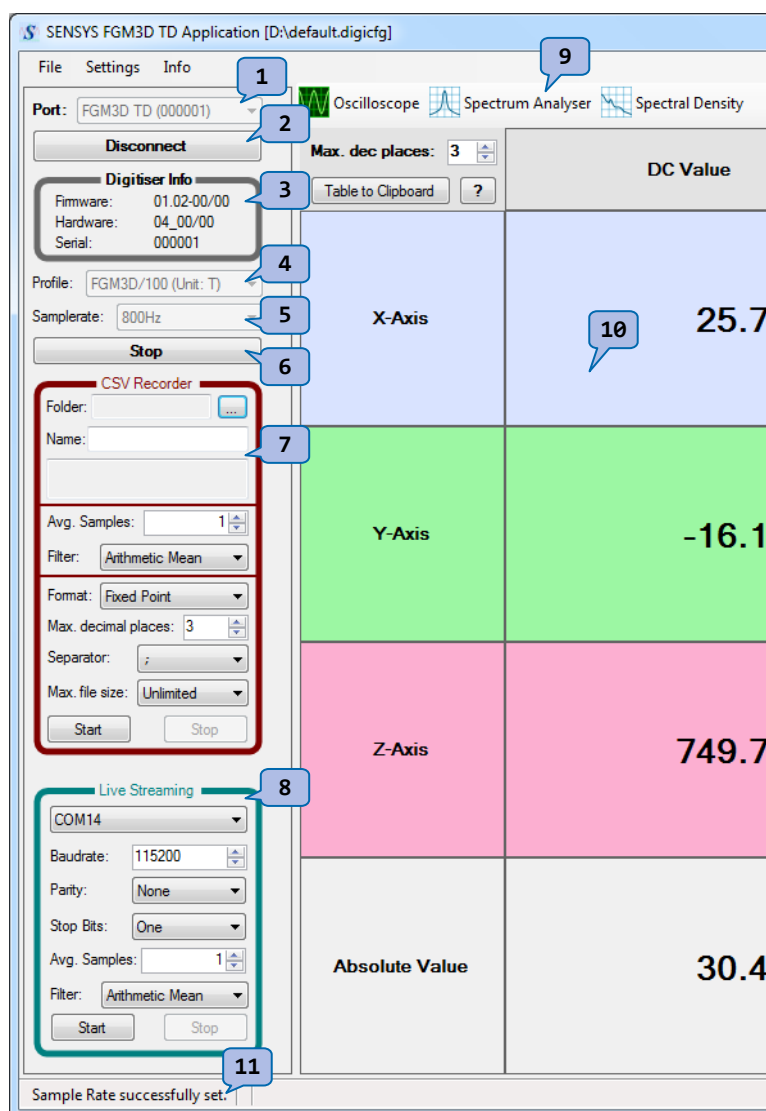 S SENSYS FGM3D TD Application [D:\default.digicfg]
File Settings Info
1
9
Port: FGM3D TD (000001)
Oscilloscope Spectrum Analyser Spectral Density
2
Disconnect
Max. dec places: 3
DC Value
Table to Clipboard ?
Digitiser Info
3
Firmware: 01.02-00/00
Hardware: 04_00/00
Serial: 000001
4
Profile: FGM3D/100 (Unit: T)
5
Samplerate: 800Hz
X-Axis
10
25.7
Stop
6
CSV Recorder
Folder: ...
Name:
7
Avg. Samples: 1
Y-Axis
-16.1
Filter: Arithmetic Mean
Format: Fixed Point
Max. decimal places: 3
Separator: ;
Max. file size: Unlimited
Start Stop
Z-Axis
749.7
Live Streaming
8
COM14
Baudrate: 115200
Parity: None
Stop Bits: One
Avg. Samples: 1
Absolute Value
30.4
Filter: Arithmetic Mean
Start Stop
11
Sample Rate successfully set.